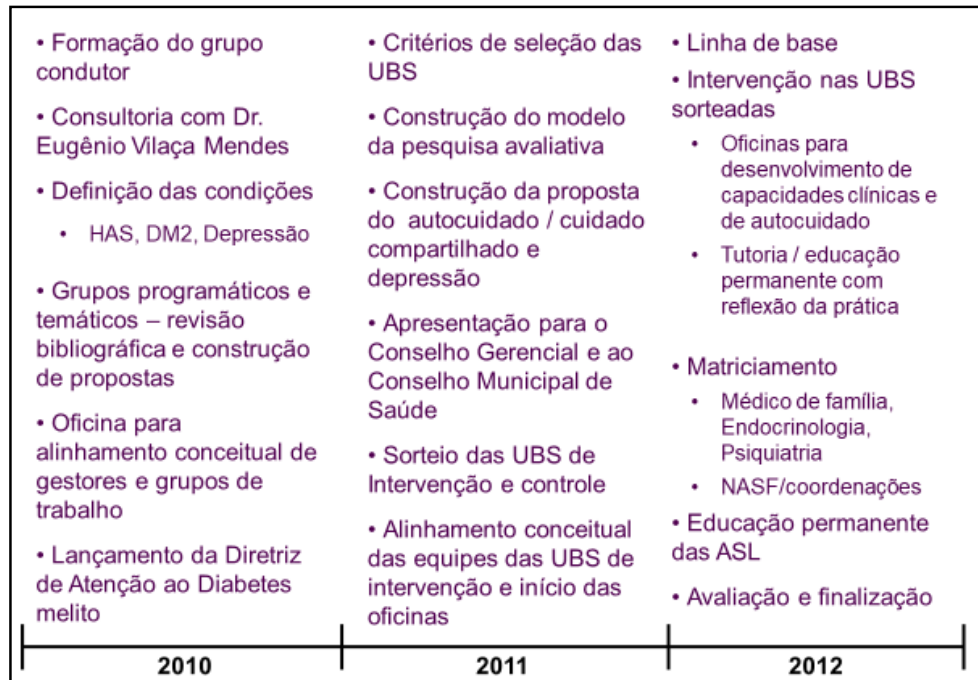 • Formação do grupo
condutor
• Consultoria com Dr.
Eugênio Vilaça Mendes
• Definição das condições
• HAS, DM2, Depressão
• Grupos programáticos e
temáticos – revisão
bibliográfica e construção
de propostas
• Oficina para
alinhamento conceitual de
gestores e grupos de
trabalho
• Lançamento da Diretriz
de Atenção ao Diabetes
melito
• Critérios de seleção das
UBS
• Construção do modelo
da pesquisa avaliativa
• Construção da proposta
do autocuidado / cuidado
compartilhado e
depressão
• Apresentação para o
Conselho Gerencial e ao
Conselho Municipal de
Saúde
• Sorteio das UBS de
Intervenção e controle
• Alinhamento conceitual
das equipes das UBS de
intervenção e início das
oficinas
• Linha de base
• Intervenção nas UBS
sorteadas
• Oficinas para
desenvolvimento de
capacidades clínicas e
de autocuidado
• Tutoria / educação
permanente com
reflexão da prática
• Matriciamento
• Médico de família,
Endocrinologia,
Psiquiatria
• NASF/coordenações
• Educação permanente
das ASL
• Avaliação e finalização
2010
2011
2012